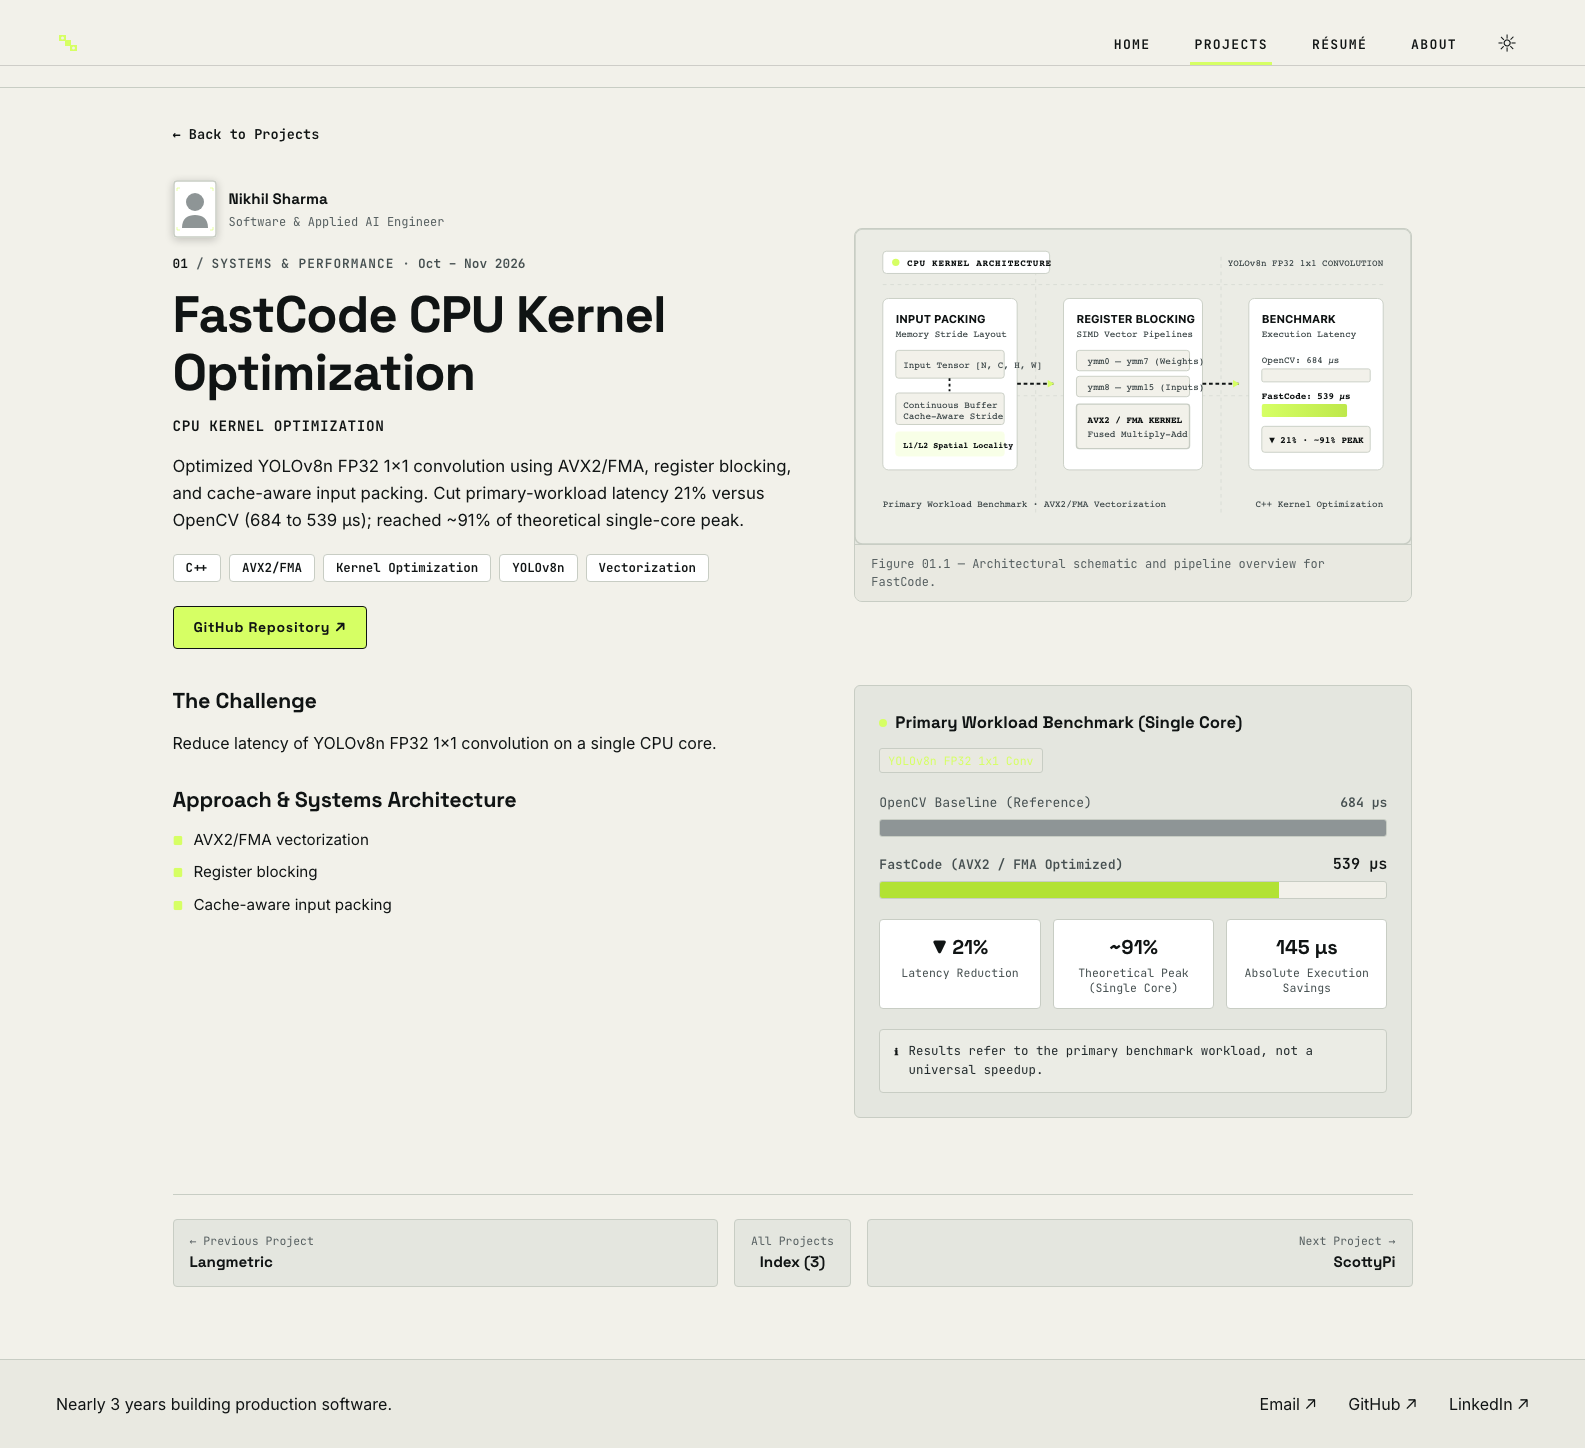 HOME PROJECTS RÉSUMÉ ABOUT
← Back to Projects
Nikhil Sharma
Software & Applied AI Engineer
01 / SYSTEMS & PERFORMANCE · Oct – Nov 2026
FastCode CPU Kernel
Optimization
CPU KERNEL OPTIMIZATION
Optimized YOLOv8n FP32 1×1 convolution using AVX2/FMA, register blocking,
and cache-aware input packing. Cut primary-workload latency 21% versus
OpenCV (684 to 539 µs); reached ~91% of theoretical single-core peak.
C++ AVX2/FMA Kernel Optimization YOLOv8n Vectorization
GitHub Repository ↗
CPU KERNEL ARCHITECTURE
YOLOv8n FP32 1x1 CONVOLUTION
INPUT PACKING
Memory Stride Layout
Input Tensor [N, C, H, W]
Continuous Buffer
Cache-Aware Stride
L1/L2 Spatial Locality
REGISTER BLOCKING
SIMD Vector Pipelines
ymm0 — ymm7 (Weights)
ymm8 — ymm15 (Inputs)
AVX2 / FMA KERNEL
Fused Multiply-Add
BENCHMARK
Execution Latency
OpenCV: 684 µs
FastCode: 539 µs
▼ 21% · ~91% PEAK
Primary Workload Benchmark · AVX2/FMA Vectorization
C++ Kernel Optimization
Figure 01.1 — Architectural schematic and pipeline overview for
FastCode.
The Challenge
Reduce latency of YOLOv8n FP32 1×1 convolution on a single CPU core.
Approach & Systems Architecture
AVX2/FMA vectorization
Register blocking
Cache-aware input packing
Primary Workload Benchmark (Single Core)
YOLOv8n FP32 1x1 Conv
OpenCV Baseline (Reference) 684 µs
FastCode (AVX2 / FMA Optimized) 539 µs
▼ 21%
Latency Reduction
~91%
Theoretical Peak
(Single Core)
145 µs
Absolute Execution
Savings
ℹ Results refer to the primary benchmark workload, not a
universal speedup.
← Previous Project
Langmetric
All Projects
Index (3)
Next Project →
ScottyPi
Nearly 3 years building production software.
Email ↗ GitHub ↗ LinkedIn ↗